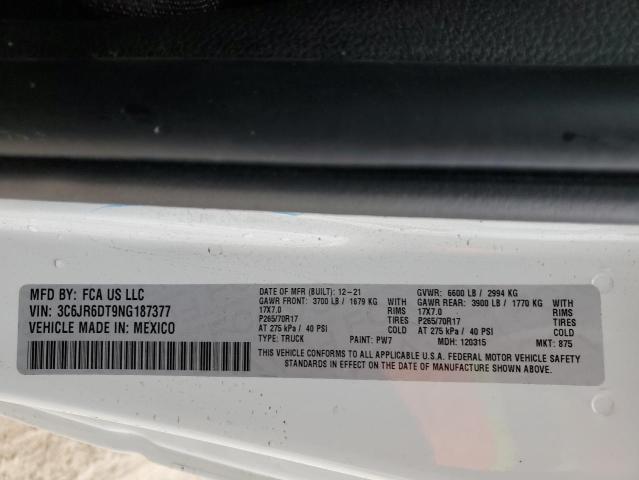 MFD BY: FCA US LLC
VIN: 3C6JR6DT9NG187377
VEHICLE MADE IN: MEXICO
DATE OF MFR (BUILT): 12-21
GAWR FRONT: 3700 LB / 1679 KG WITH
17X7.0 RIMS
P265/70R17 TIRES
AT 275 kPa / 40 PSI COLD
TYPE: TRUCK PAINT: PW7
GVWR: 6600 LB / 2994 KG
GAWR REAR: 3900 LB / 1770 KG WITH
17X7.0 RIMS
P265/70R17 TIRES
AT 275 kPa / 40 PSI COLD
MDH: 120315 MKT: 875
THIS VEHICLE CONFORMS TO ALL APPLICABLE U.S.A. FEDERAL MOTOR VEHICLE SAFETY
STANDARDS IN EFFECT ON THE DATE OF MANUFACTURE SHOWN ABOVE.